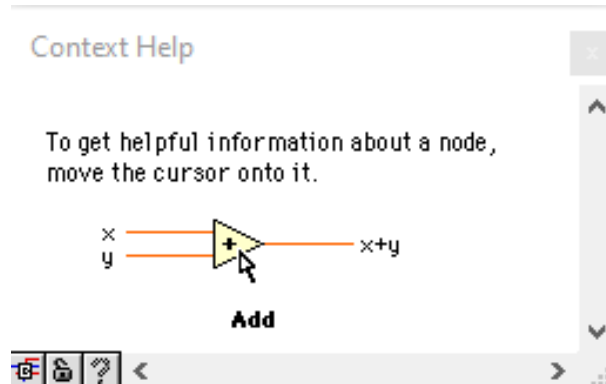 Context Help
x
To get helpful information about a node,
move the cursor onto it.
x
y
+
x+y
Add
?